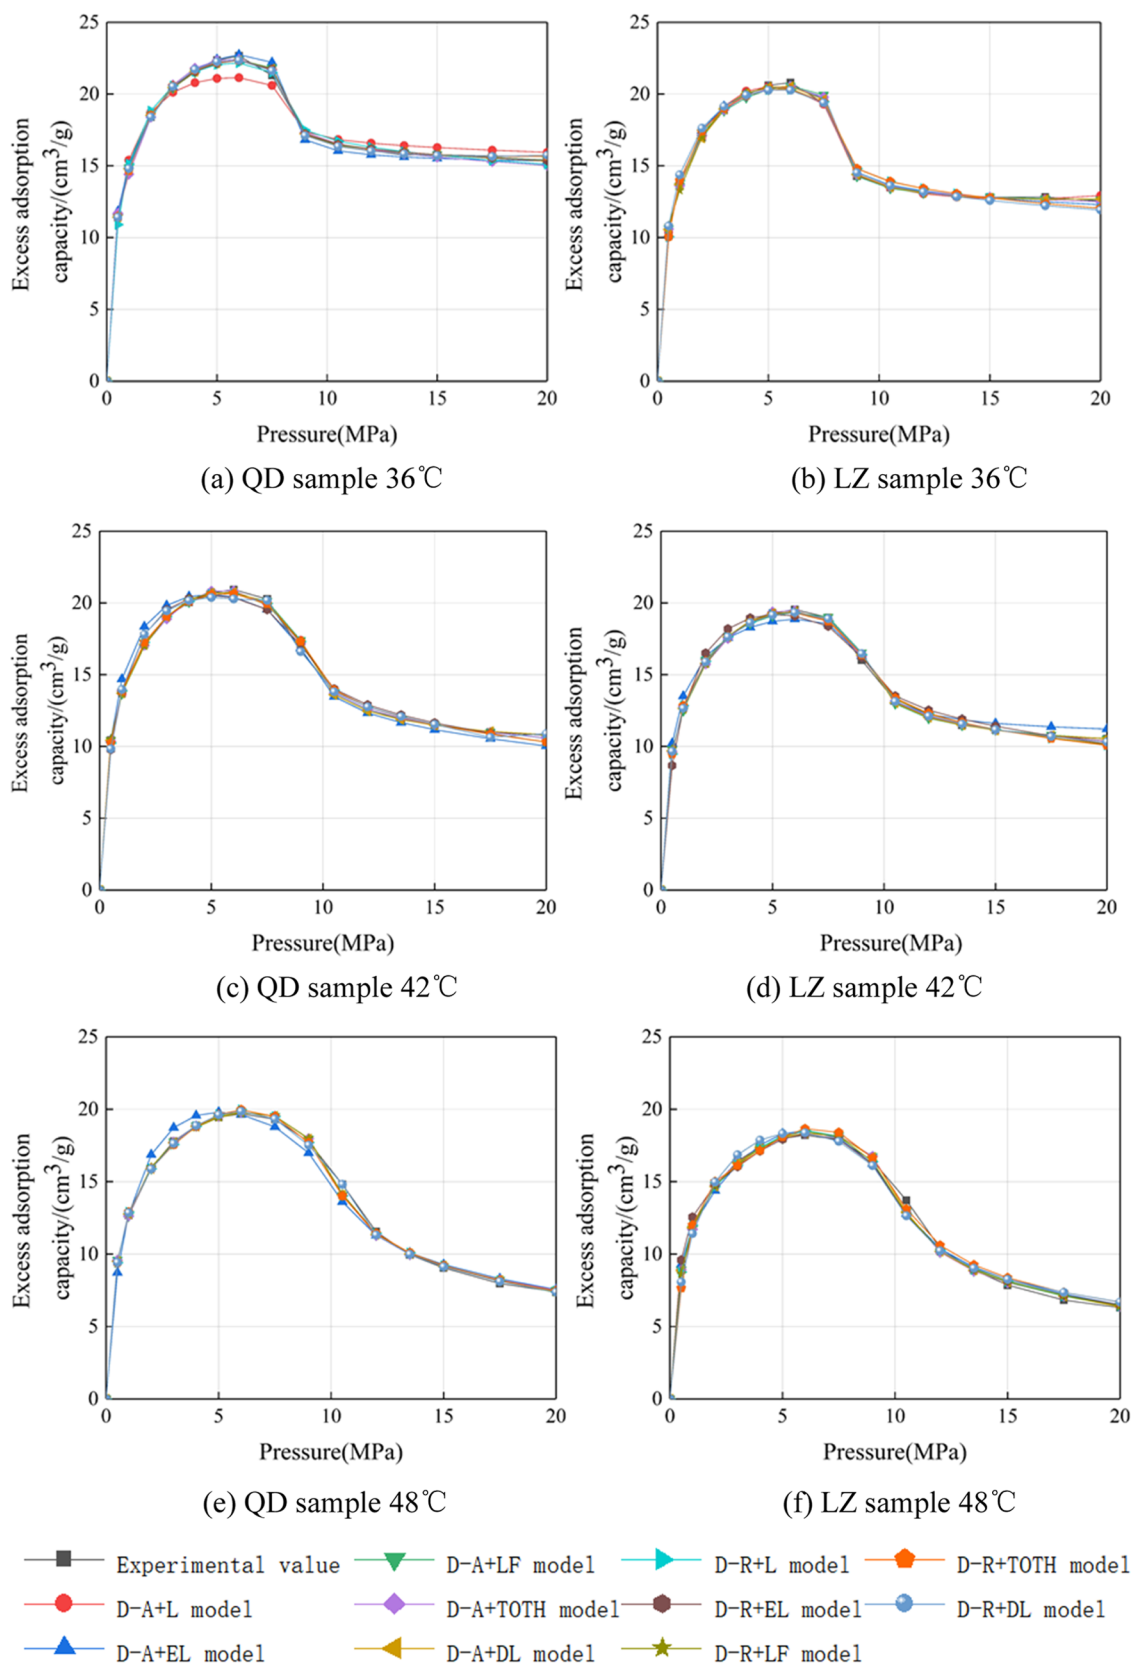 25
20
15
10
5
0
Excess adsorption
capacity/(cm³/g)
0 5 10 15 20
Pressure(MPa)
(a) QD sample 36℃
25
20
15
10
5
0
Excess adsorption
capacity/(cm³/g)
0 5 10 15 20
Pressure(MPa)
(b) LZ sample 36℃
25
20
15
10
5
0
Excess adsorption
capacity/(cm³/g)
0 5 10 15 20
Pressure(MPa)
(c) QD sample 42℃
25
20
15
10
5
0
Excess adsorption
capacity/(cm³/g)
0 5 10 15 20
Pressure(MPa)
(d) LZ sample 42℃
25
20
15
10
5
0
Excess adsorption
capacity/(cm³/g)
0 5 10 15 20
Pressure(MPa)
(e) QD sample 48℃
25
20
15
10
5
0
Excess adsorption
capacity/(cm³/g)
0 5 10 15 20
Pressure(MPa)
(f) LZ sample 48℃
Experimental value D-A+LF model D-R+L model D-R+TOTH model
D-A+L model D-A+TOTH model D-R+EL model D-R+DL model
D-A+EL model D-A+DL model D-R+LF model